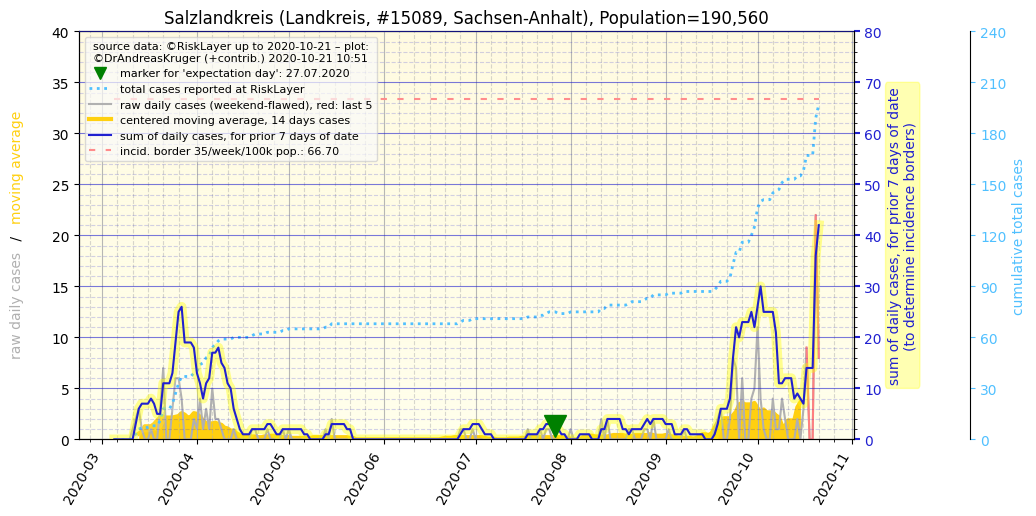 Salzlandkreis (Landkreis, #15089, Sachsen-Anhalt), Population=190,560
source data: ©RiskLayer up to 2020-10-21 – plot:
©DrAndreasKruger (+contrib.) 2020-10-21 10:51
marker for 'expectation day': 27.07.2020
total cases reported at RiskLayer
raw daily cases (weekend-flawed), red: last 5
centered moving average, 14 days cases
sum of daily cases, for prior 7 days of date
incid. border 35/week/100k pop.: 66.70
raw daily cases / moving average
40
35
30
25
20
15
10
5
0
80
70
60
50
40
30
20
10
0
sum of daily cases, for prior 7 days of date
(to determine incidence borders)
240
210
180
150
120
90
60
30
0
cumulative total cases
2020-03
2020-04
2020-05
2020-06
2020-07
2020-08
2020-09
2020-10
2020-11